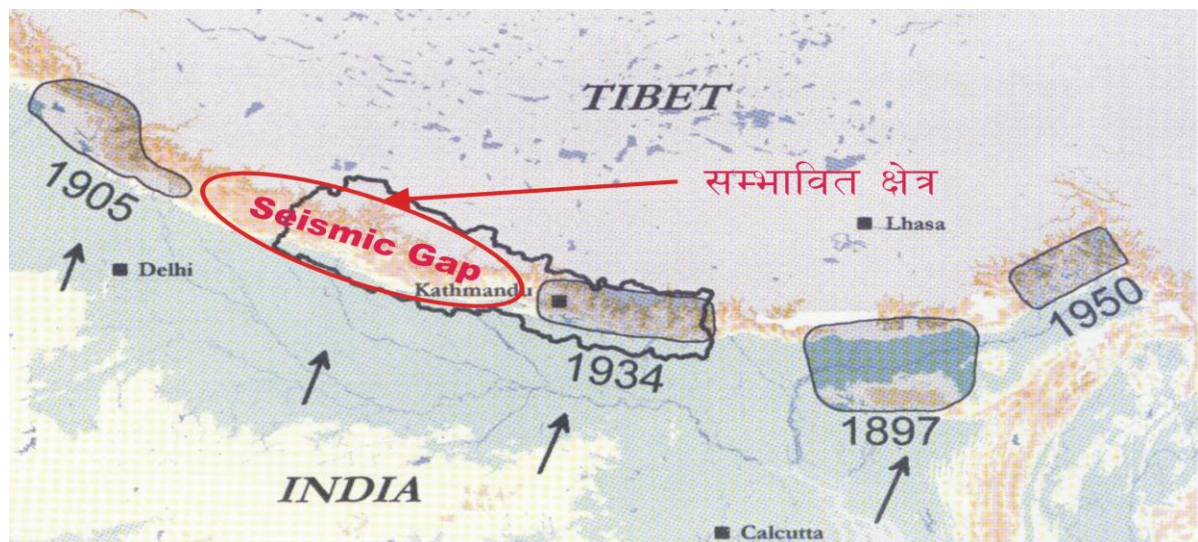 TIBET
सम्भावित क्षेत्र
1905
Seismic Gap
Lhasa
Delhi
Kathmandu
1950
1934
1897
INDIA
Calcutta